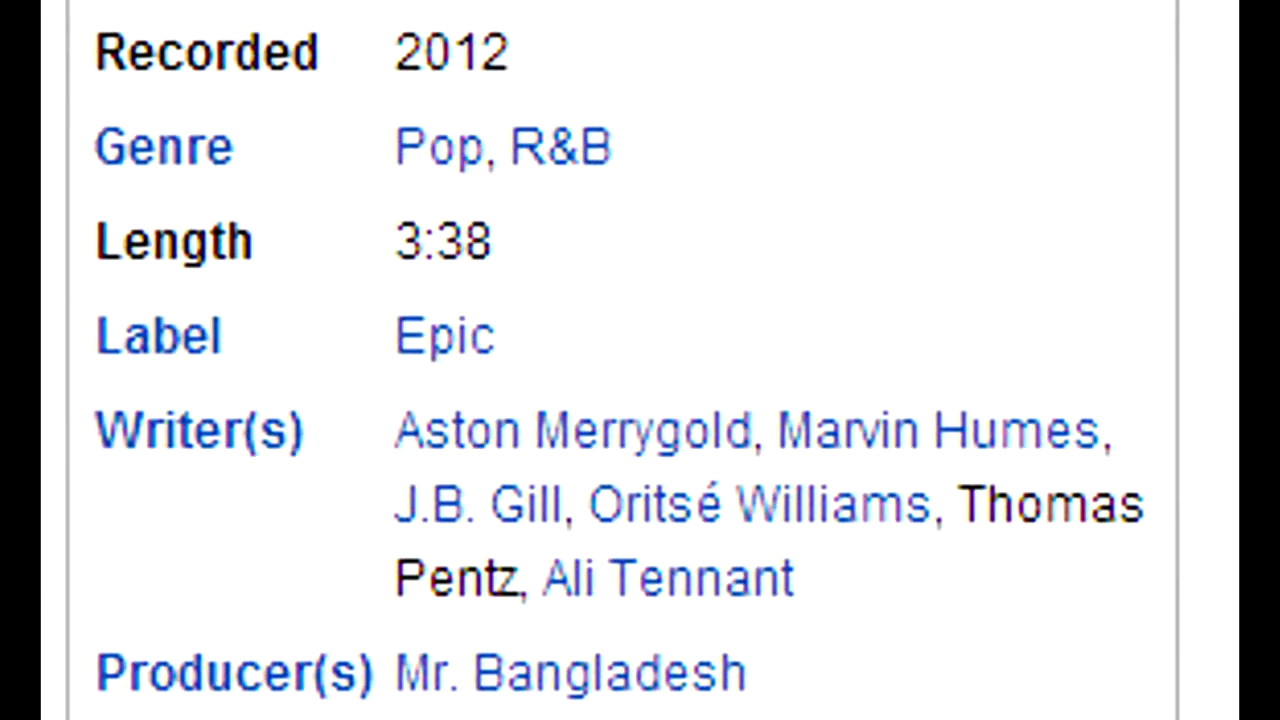 Recorded 2012
Genre Pop, R&B
Length 3:38
Label Epic
Writer(s) Aston Merrygold, Marvin Humes,
J.B. Gill, Oritsé Williams, Thomas
Pentz, Ali Tennant
Producer(s) Mr. Bangladesh